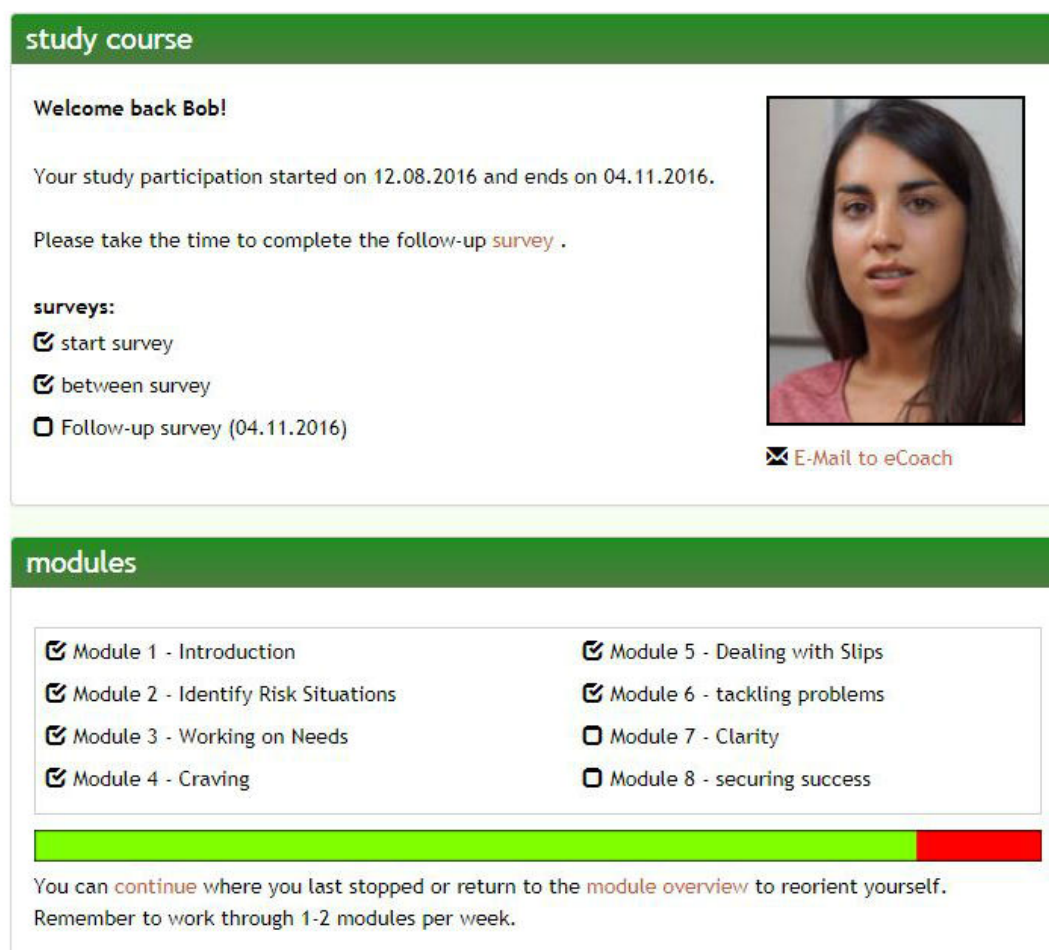 study course
Welcome back Bob!
Your study participation started on 12.08.2016 and ends on 04.11.2016.
Please take the time to complete the follow-up survey .
surveys:
start survey
between survey
Follow-up survey (04.11.2016)
E-Mail to eCoach
modules
Module 1 - Introduction
Module 2 - Identify Risk Situations
Module 3 - Working on Needs
Module 4 - Craving
Module 5 - Dealing with Slips
Module 6 - tackling problems
Module 7 - Clarity
Module 8 - securing success
You can continue where you last stopped or return to the module overview to reorient yourself.
Remember to work through 1-2 modules per week.